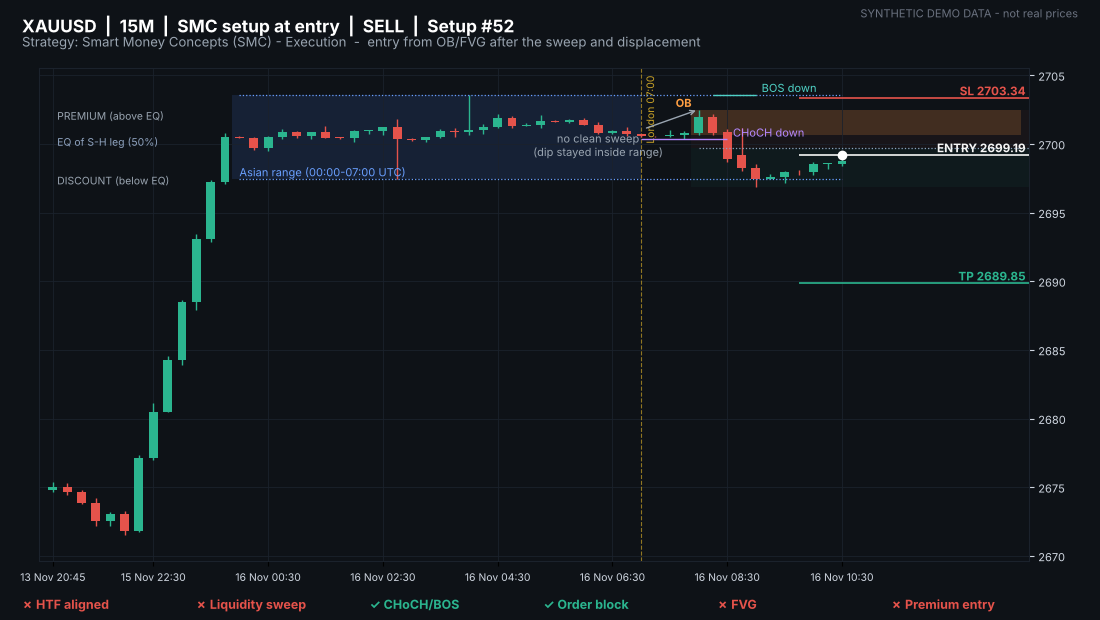 XAUUSD | 15M | SMC setup at entry | SELL | Setup #52
SYNTHETIC DEMO DATA - not real prices
Strategy: Smart Money Concepts (SMC) - Execution - entry from OB/FVG after the sweep and displacement
2705
BOS down
SL 2703.34
London 07:00
OB
PREMIUM (above EQ)
CHoCH down
no clean sweep
(dip stayed inside range)
EQ of S-H leg (50%)
2700
ENTRY 2699.19
Asian range (00:00-07:00 UTC)
DISCOUNT (below EQ)
2695
TP 2689.85
2690
2685
2680
2675
2670
13 Nov 20:45
15 Nov 22:30
16 Nov 00:30
16 Nov 02:30
16 Nov 04:30
16 Nov 06:30
16 Nov 08:30
16 Nov 10:30
× HTF aligned
× Liquidity sweep
✓ CHoCH/BOS
✓ Order block
× FVG
× Premium entry